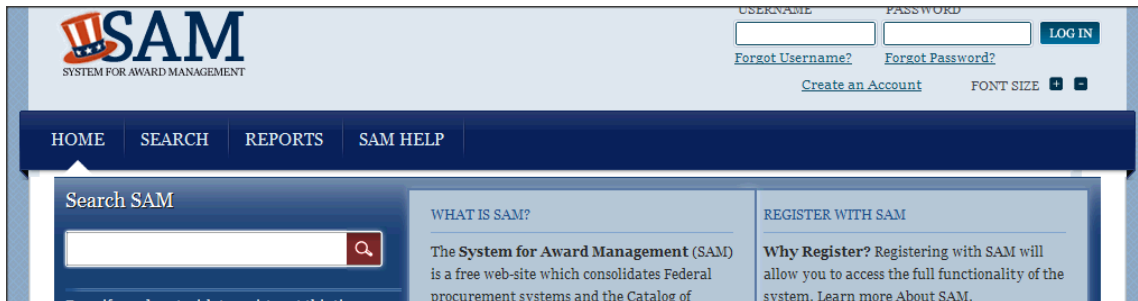 USERNAME PASSWORD
SAM
LOG IN
SYSTEM FOR AWARD MANAGEMENT
Forgot Username? Forgot Password?
Create an Account FONT SIZE + -
HOME SEARCH REPORTS SAM HELP
Search SAM
WHAT IS SAM?
The System for Award Management (SAM)
is a free web-site which consolidates Federal
procurement systems and the Catalog of
REGISTER WITH SAM
Why Register? Registering with SAM will
allow you to access the full functionality of the
system. Learn more About SAM.